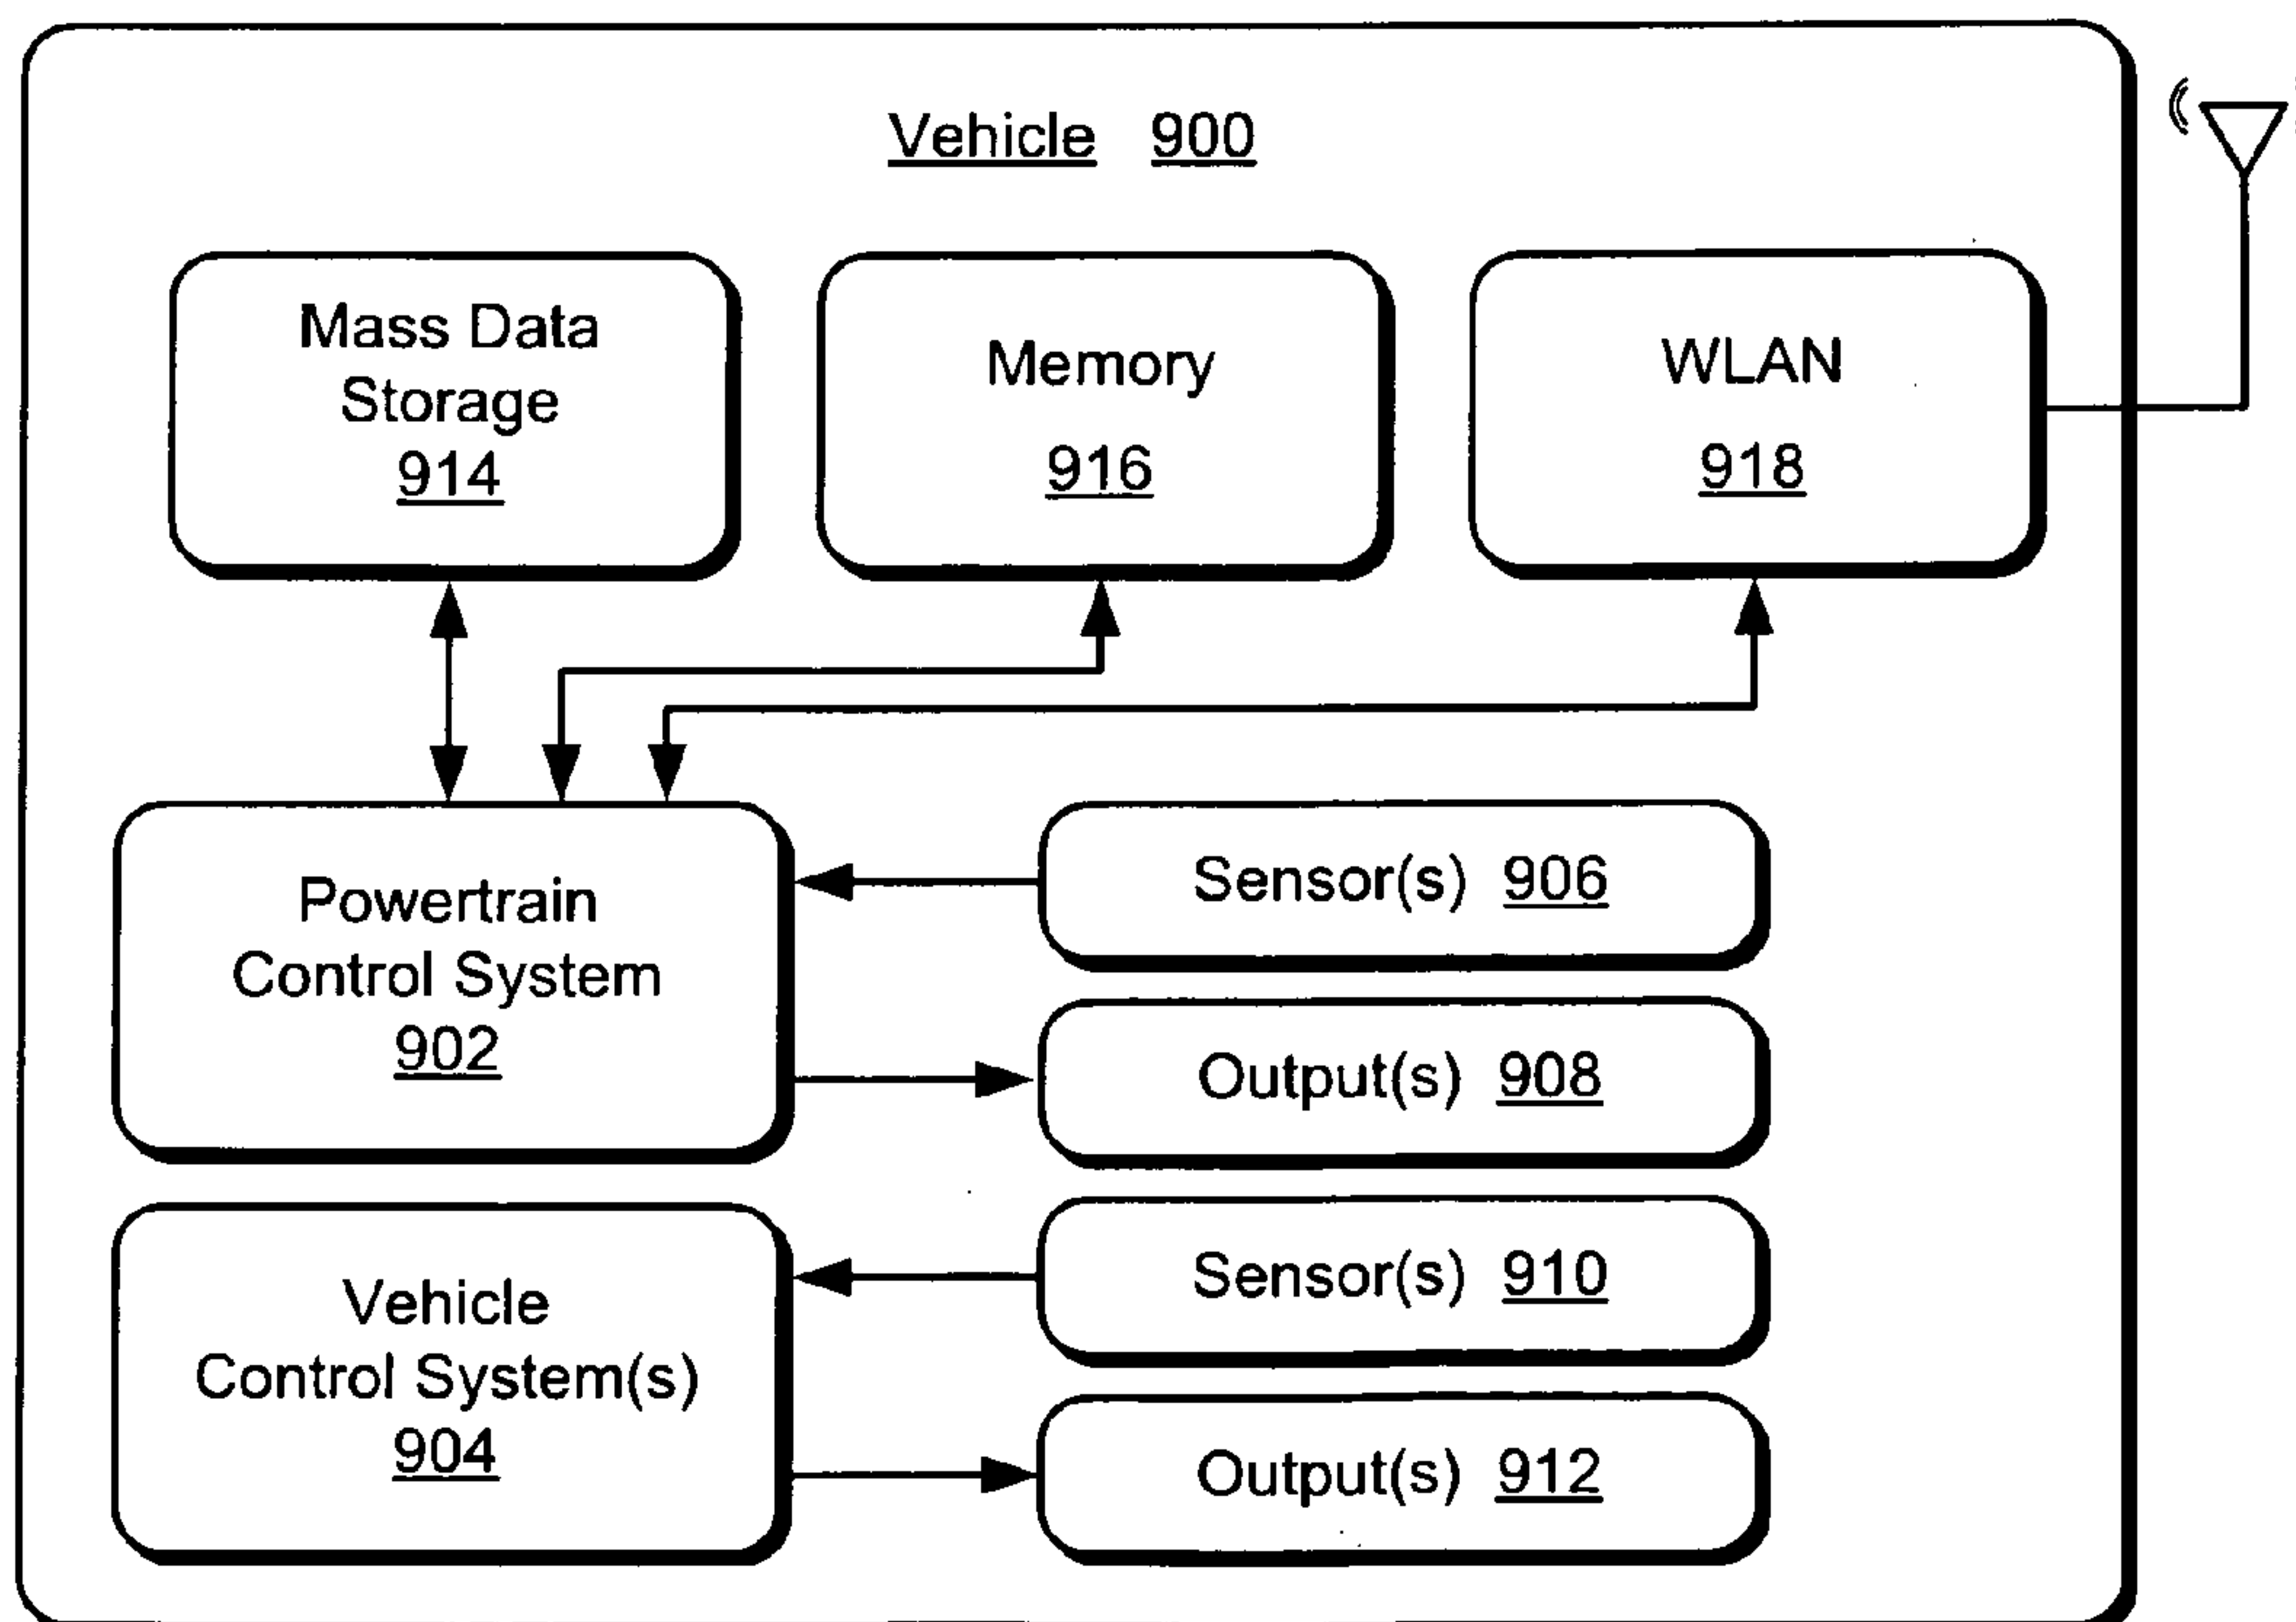 Vehicle 900
Mass Data
Storage
914
Memory
916
WLAN
918
Powertrain
Control System
902
Sensor(s) 906
Output(s) 908
Vehicle
Control System(s)
904
Sensor(s) 910
Output(s) 912